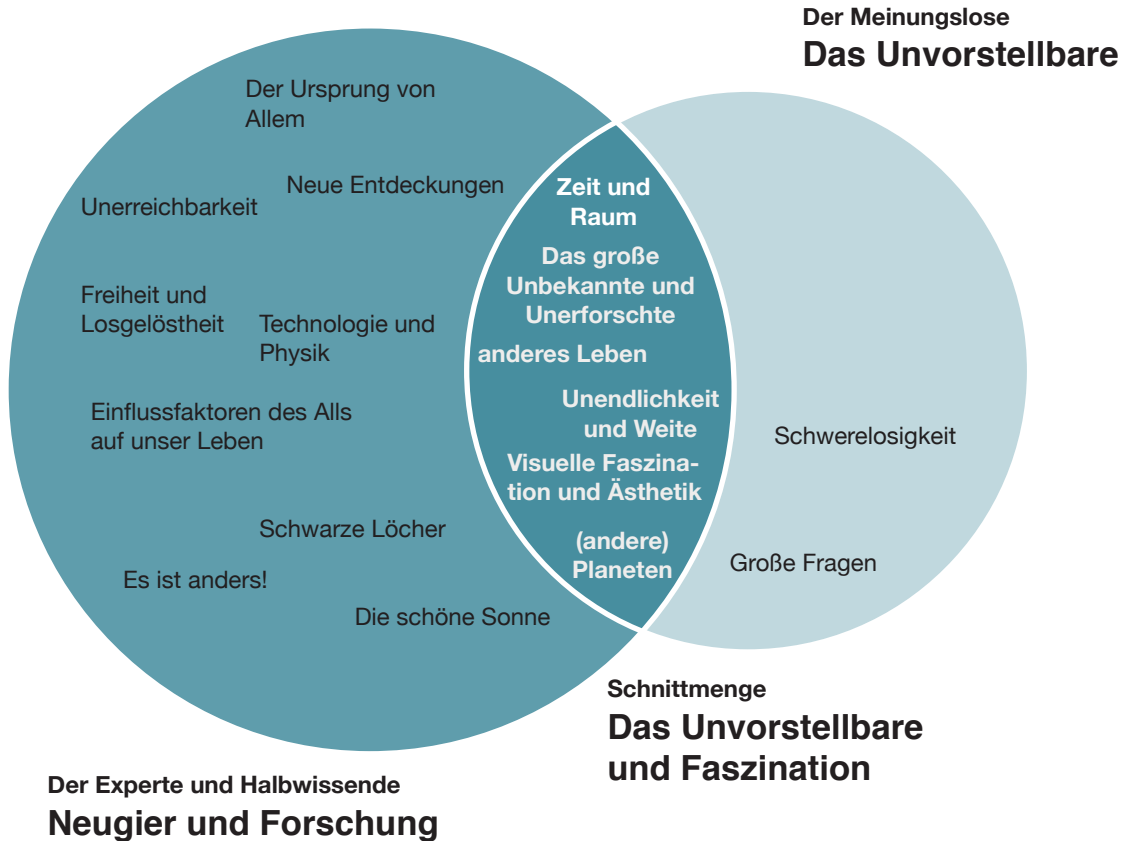 Der Meinungslose
Das Unvorstellbare
Der Ursprung von
Allem
Neue Entdeckungen
Unerreichbarkeit
Freiheit und
Losgelöstheit
Technologie und
Physik
Einflussfaktoren des Alls
auf unser Leben
Schwarze Löcher
Es ist anders!
Die schöne Sonne
Zeit und
Raum
Das große
Unbekannte und
Unerforschte
anderes Leben
Unendlichkeit
und Weite
Visuelle Faszina-
tion und Ästhetik
(andere)
Planeten
Schwerelosigkeit
Große Fragen
Schnittmenge
Das Unvorstellbare
und Faszination
Der Experte und Halbwissende
Neugier und Forschung